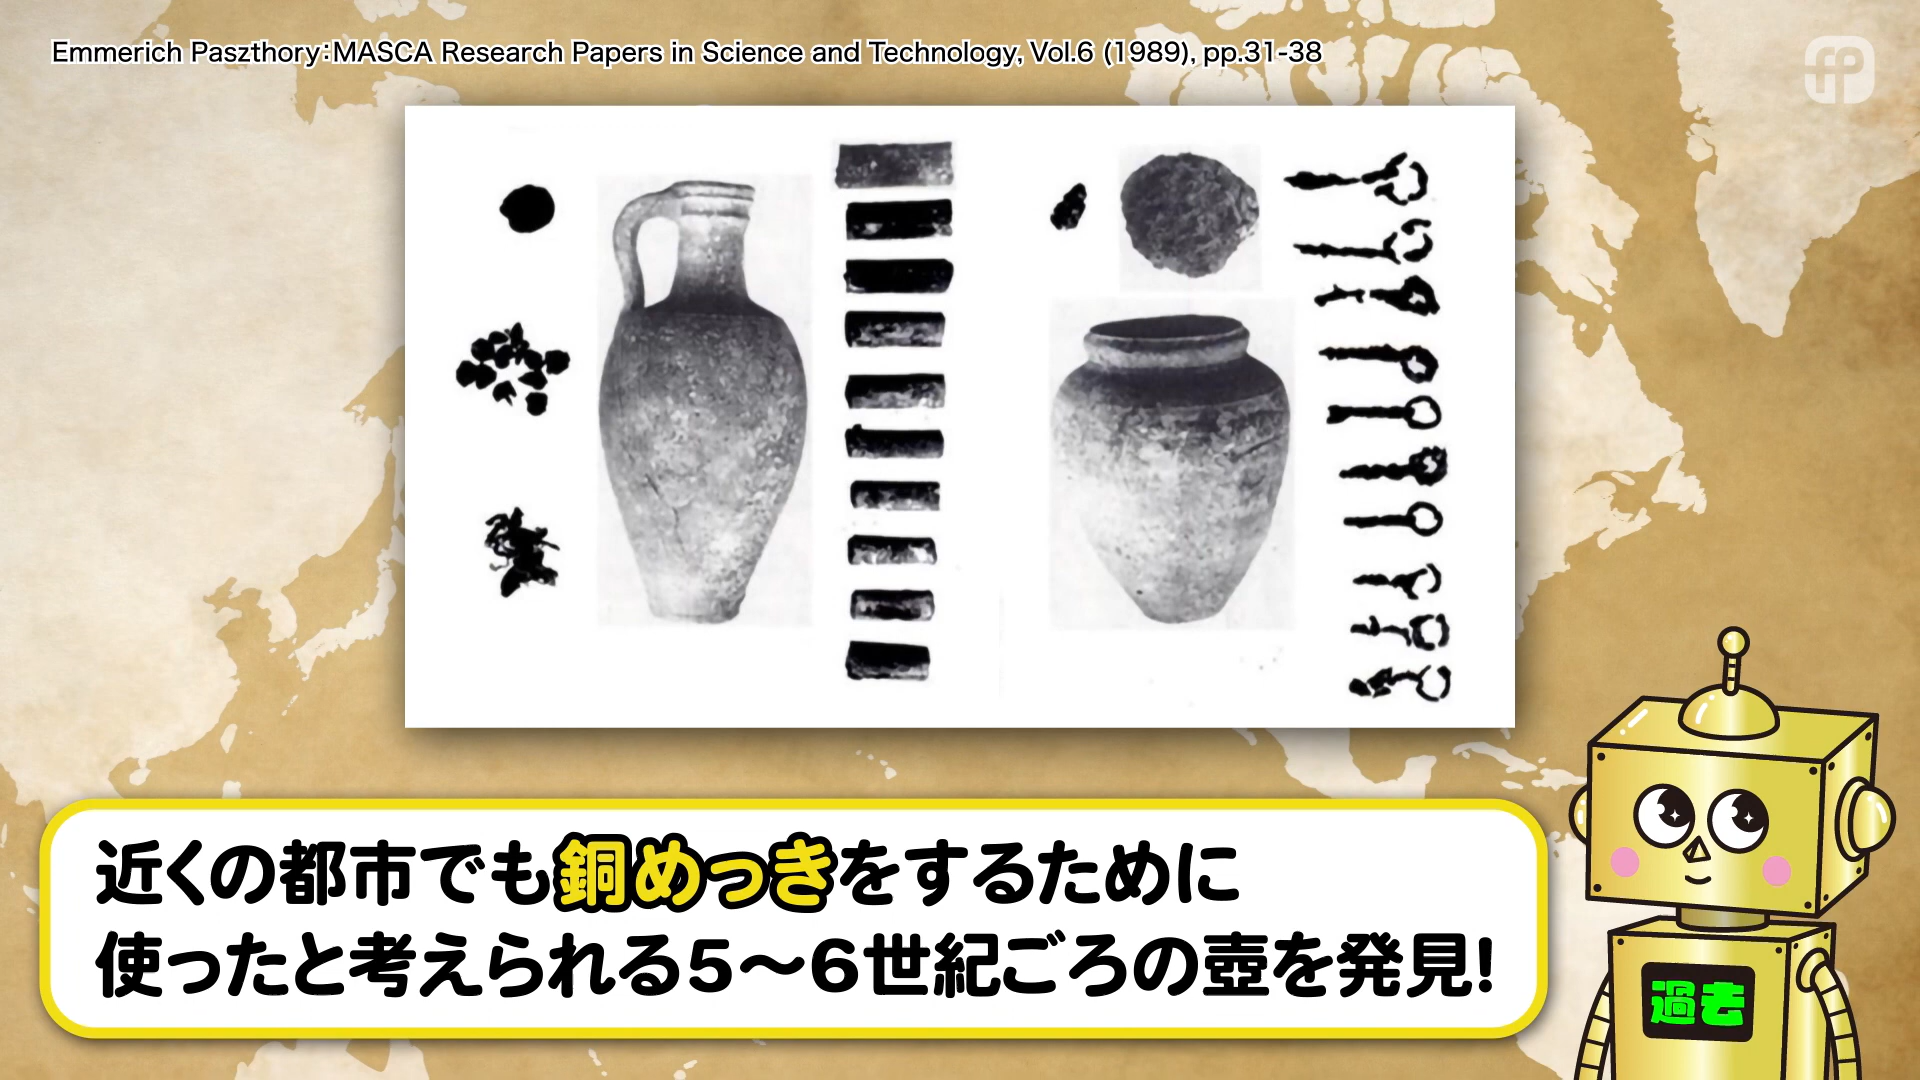 Emmerich Paszthory:MASCA Research Papers in Science and Technology, Vol.6 (1989), pp.31-38
fp
近くの都市でも銅めっきをするために
使ったと考えられる5〜6世紀ごろの壺を発見!
過去